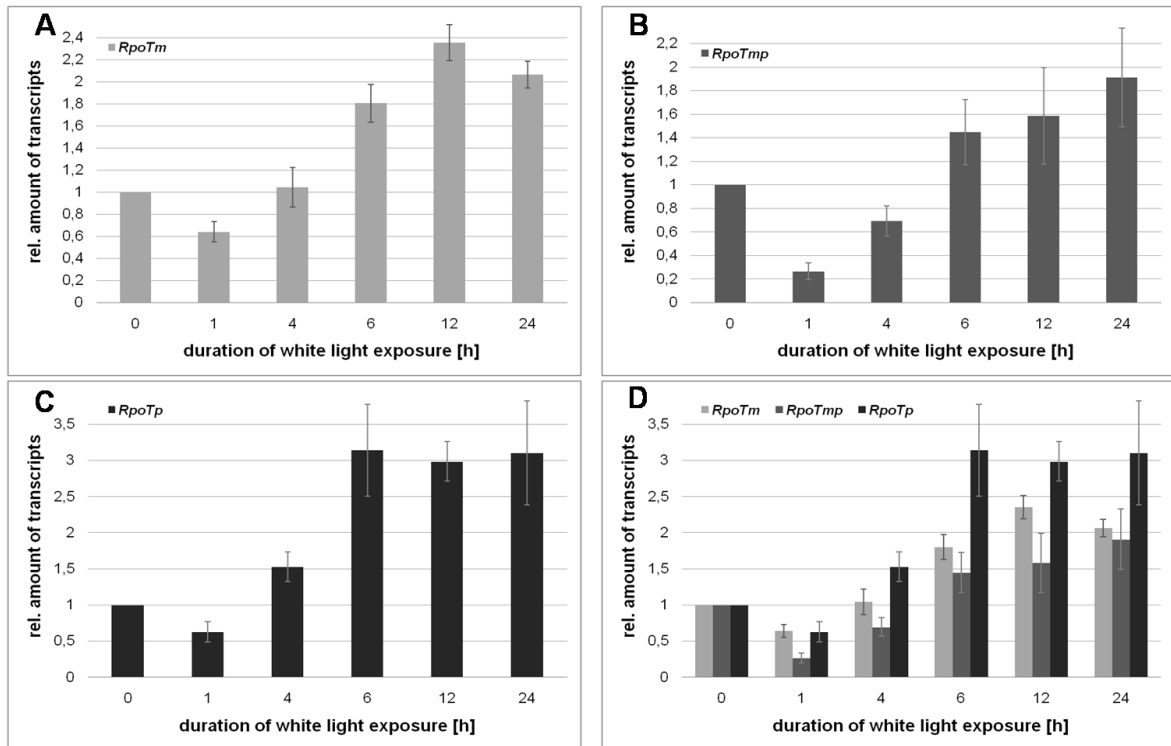 A
RpoTm
rel. amount of transcripts
2,4
2,2
2
1,8
1,6
1,4
1,2
1
0,8
0,6
0,4
0,2
0
0 1 4 6 12 24
duration of white light exposure [h]
B
RpoTmp
rel. amount of transcripts
2,2
2
1,8
1,6
1,4
1,2
1
0,8
0,6
0,4
0,2
0
0 1 4 6 12 24
duration of white light exposure [h]
C
RpoTp
rel. amount of transcripts
3,5
3
2,5
2
1,5
1
0,5
0
0 1 4 6 12 24
duration of white light exposure [h]
D
RpoTm RpoTmp RpoTp
rel. amount of transcripts
3,5
3
2,5
2
1,5
1
0,5
0
0 1 4 6 12 24
duration of white light exposure [h]